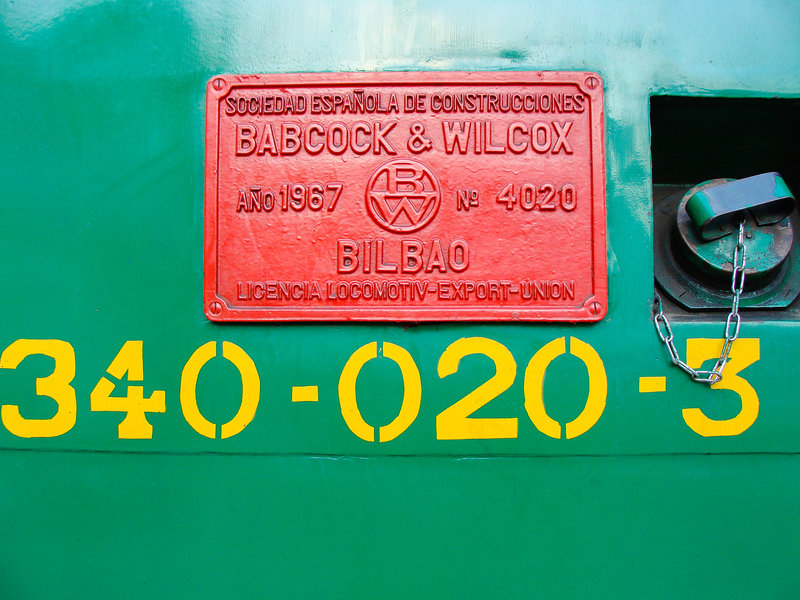 SOCIEDAD ESPAÑOLA DE CONSTRUCCIONES
BABCOCK & WILCOX
AÑO 1967 BW Nº 4020
BILBAO
LICENCIA LOCOMOTIV-EXPORT-UNION
340-020-3